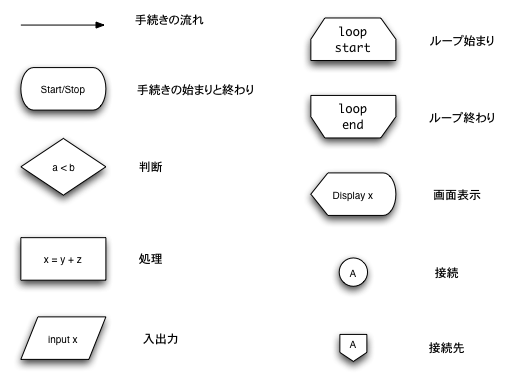 手続きの流れ
Start/Stop
手続きの始まりと終わり
a < b
判断
x = y + z
処理
input x
入出力
loop
start
ループ始まり
loop
end
ループ終わり
Display x
画面表示
A
接続
A
接続先